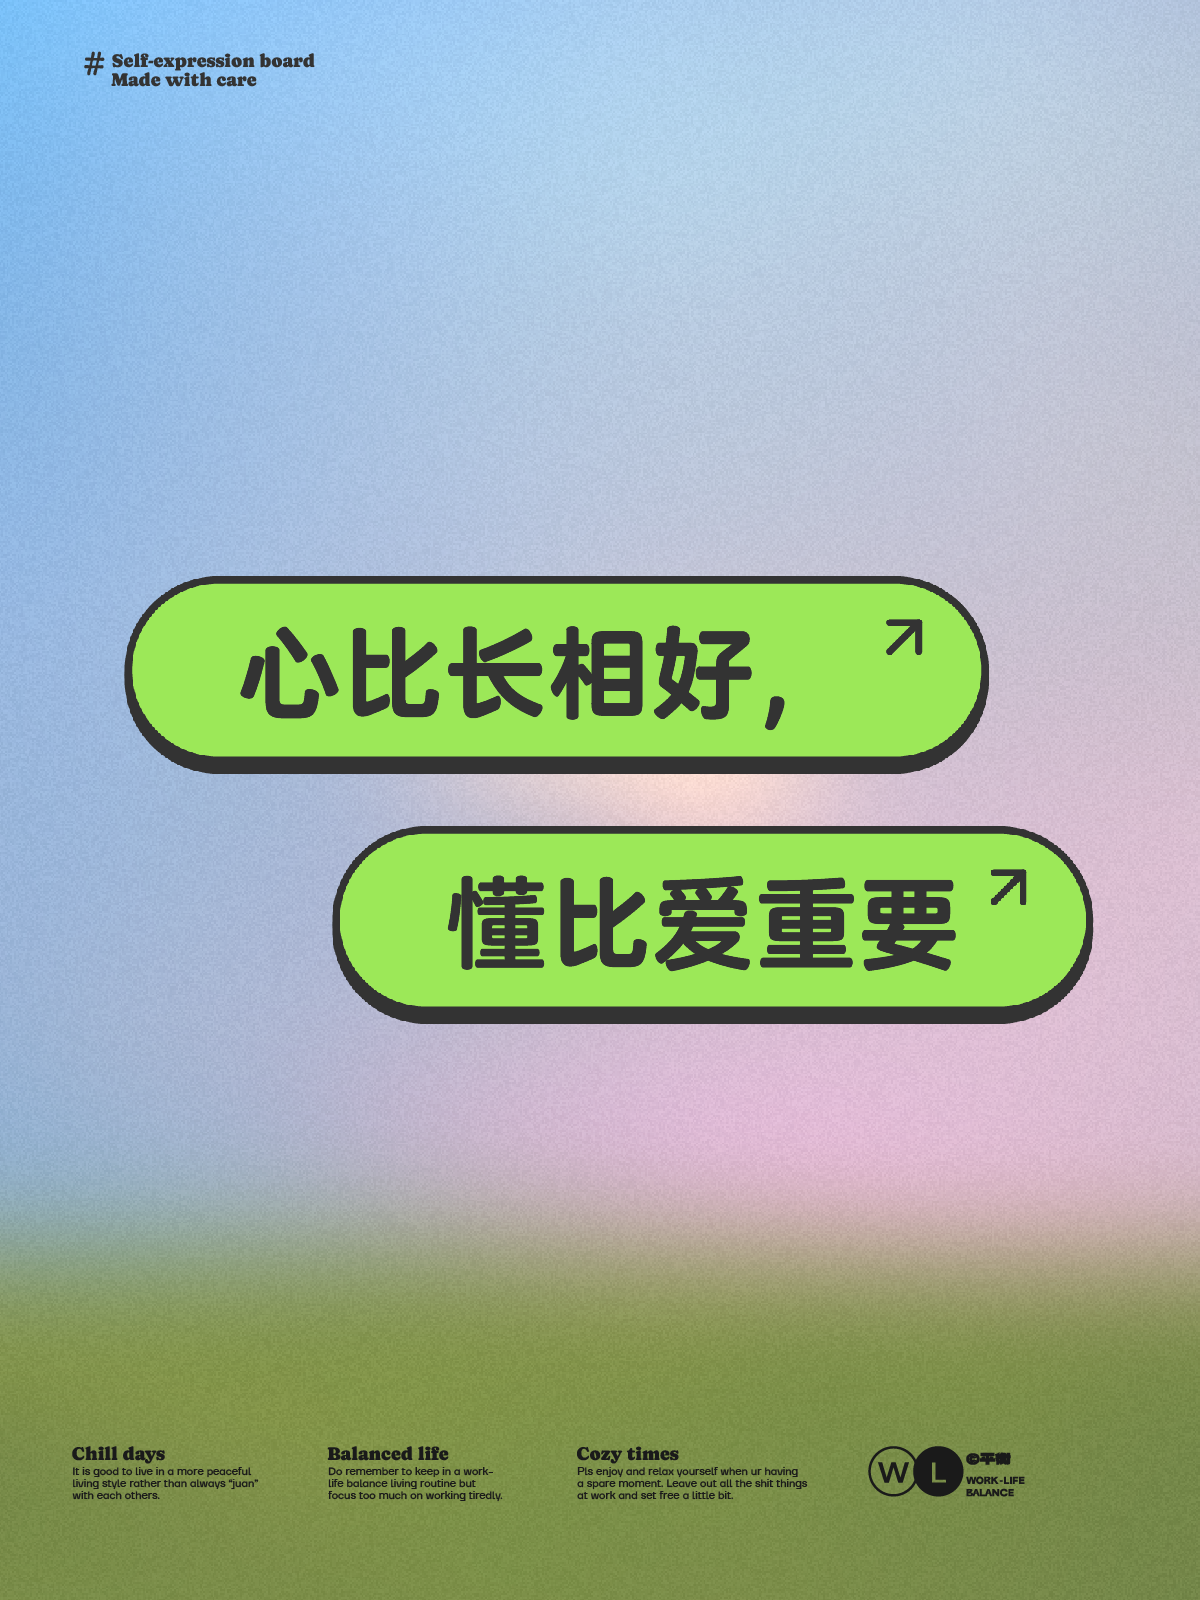 # Self-expression board
Made with care
心比长相好,
懂比爱重要
Chill days
It is good to live in a more peaceful
living style rather than always "juan"
with each others.
Balanced life
Do remember to keep in a work-
life balance living routine but
focus too much on working tiredly.
Cozy times
Pls enjoy and relax yourself when ur having
a spare moment. Leave out all the shit things
at work and set free a little bit.
W L
©平衡
WORK-LIFE
BALANCE